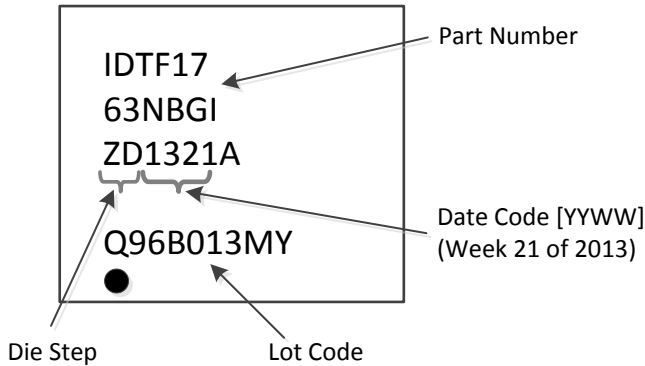 Part Number
IDTF17
63NBGI
ZD1321A
Date Code [YYWW]
(Week 21 of 2013)
Q96B013MY
Die Step
Lot Code